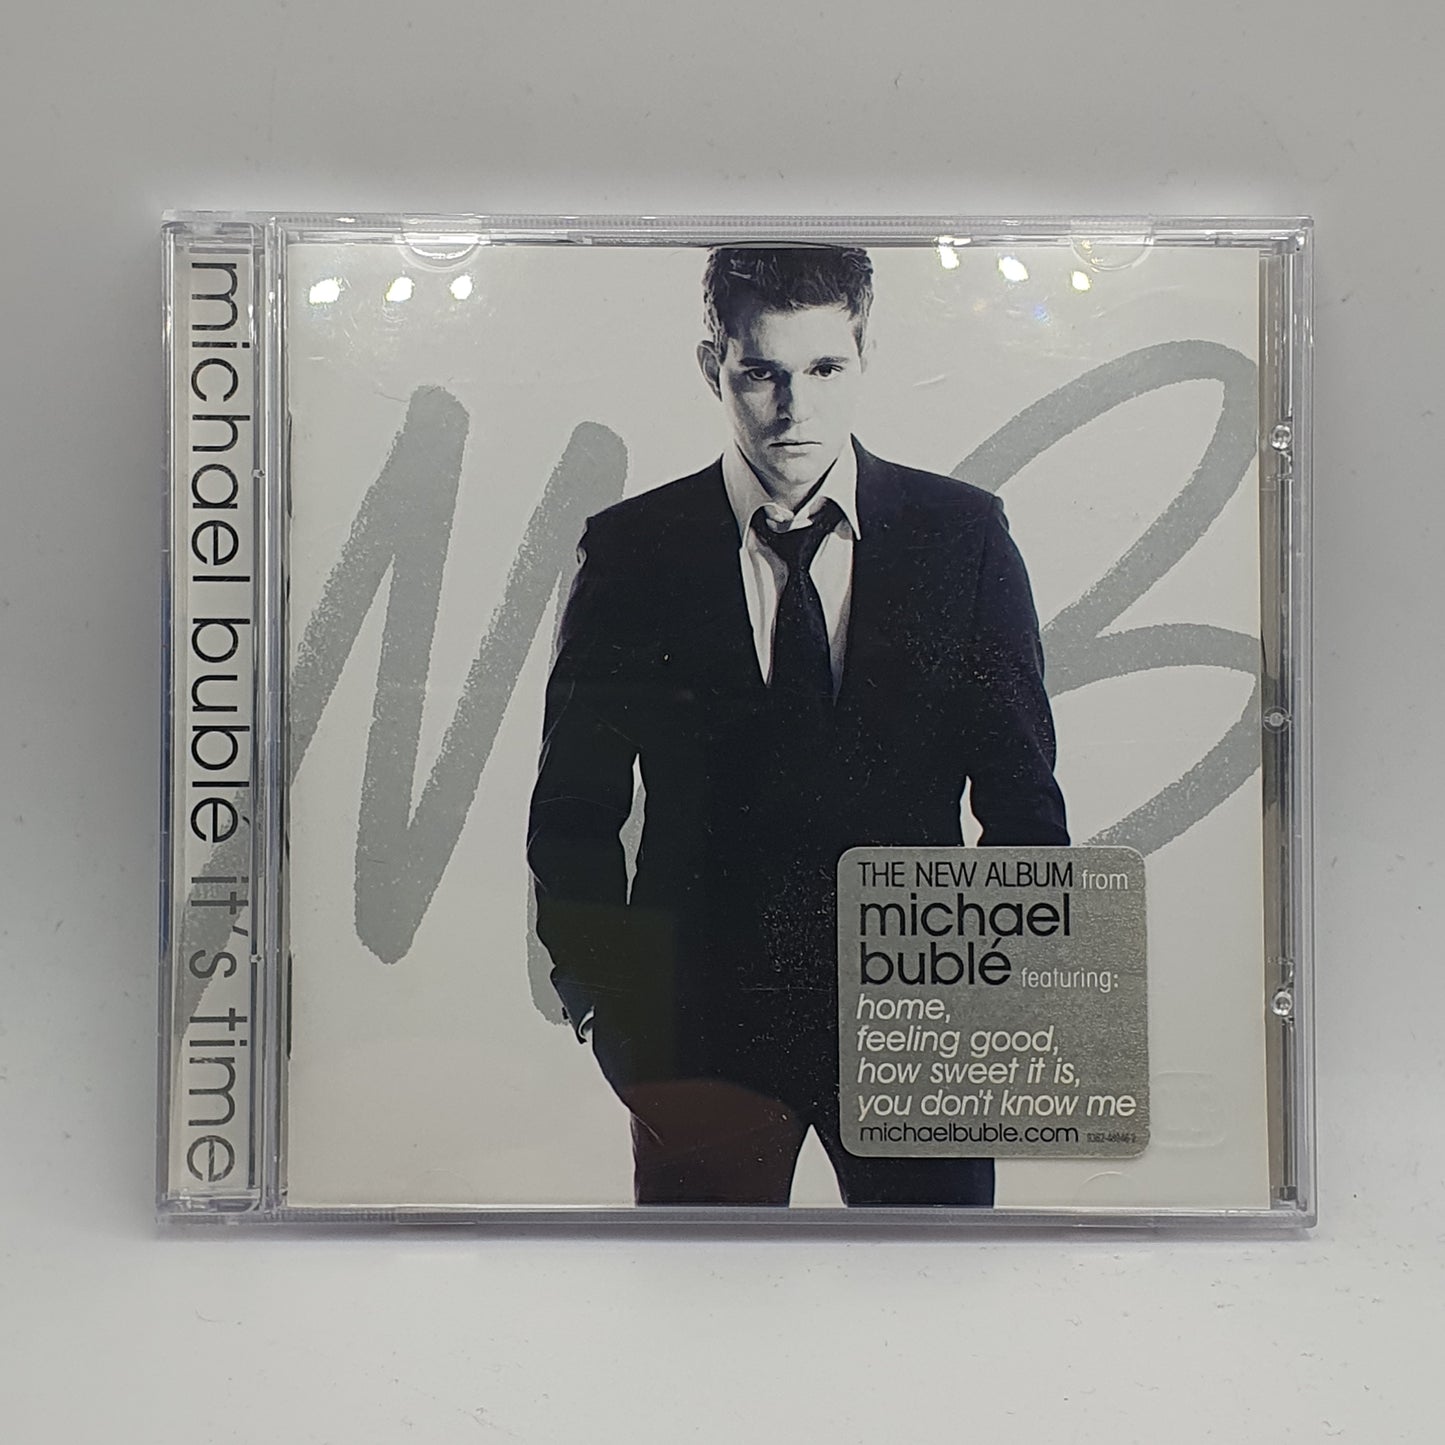 michael bublé it's time
MB
THE NEW ALBUM from
michael
bublé featuring:
home,
feeling good,
how sweet it is,
you don't know me
michaelbuble.com